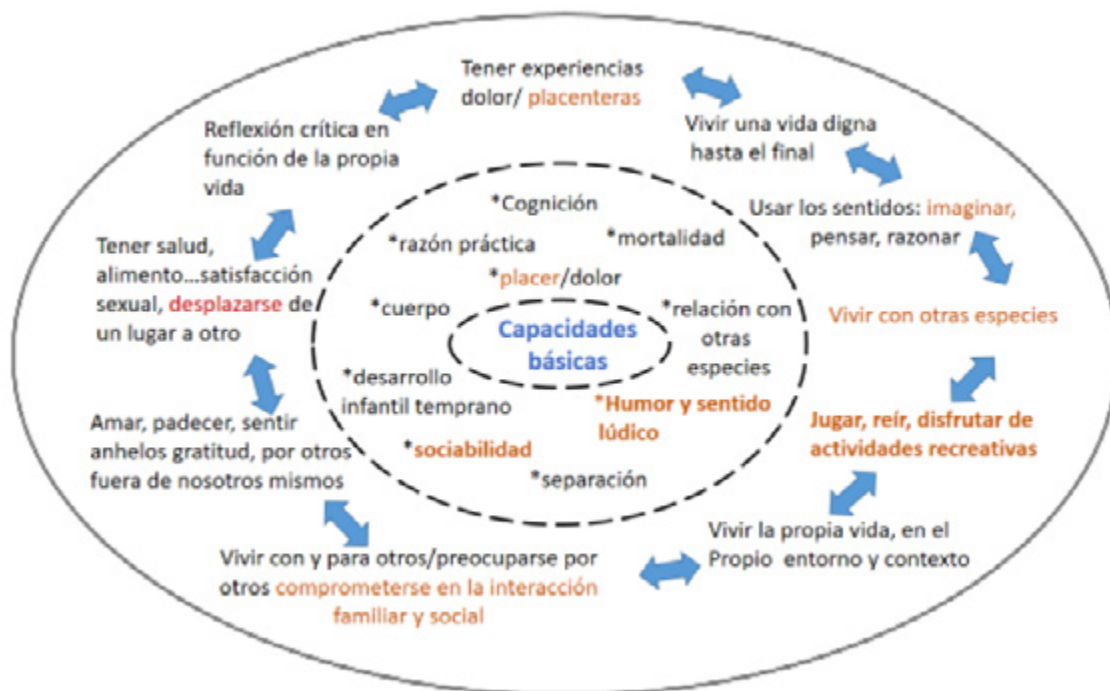 Tener experiencias
dolor/ placenteras
Vivir una vida digna
hasta el final
Usar los sentidos: imaginar,
pensar, razonar
Vivir con otras especies
Jugar, reír, disfrutar de
actividades recreativas
Vivir la propia vida, en el
Propio entorno y contexto
Vivir con y para otros/preocuparse por
otros comprometerse en la interacción
familiar y social
Amar, padecer, sentir
anhelos gratitud, por otros
fuera de nosotros mismos
Tener salud,
alimento...satisfacción
sexual, desplazarse de
un lugar a otro
Reflexión crítica en
función de la propia
vida
*Cognición
*razón práctica
*mortalidad
*placer/dolor
*cuerpo
*relación con
otras
especies
Capacidades
básicas
*desarrollo
infantil temprano
*Humor y sentido
lúdico
*sociabilidad
*separación